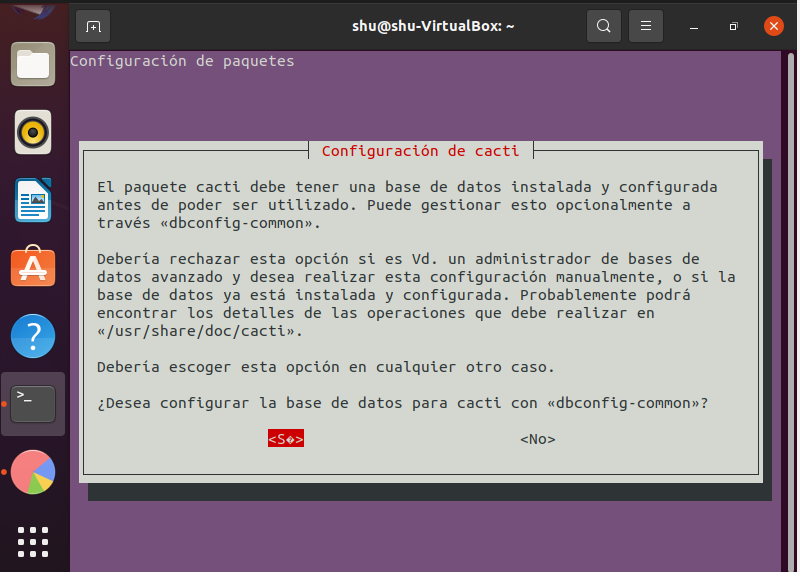 shu@shu-VirtualBox: ~
Configuración de paquetes
Configuración de cacti
El paquete cacti debe tener una base de datos instalada y configurada
antes de poder ser utilizado. Puede gestionar esto opcionalmente a
través «dbconfig-common».
Debería rechazar esta opción si es Vd. un administrador de bases de
datos avanzado y desea realizar esta configuración manualmente, o si la
base de datos ya está instalada y configurada. Probablemente podrá
encontrar los detalles de las operaciones que debe realizar en
«/usr/share/doc/cacti».
Debería escoger esta opción en cualquier otro caso.
¿Desea configurar la base de datos para cacti con «dbconfig-common»?
<S�> <No>